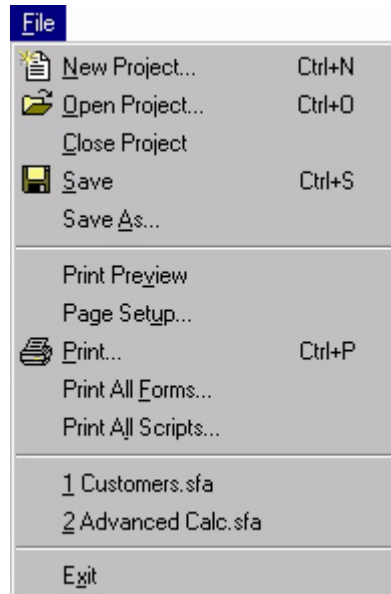 File
New Project... Ctrl+N
Open Project... Ctrl+O
Close Project
Save Ctrl+S
Save As...
Print Preview
Page Setup...
Print... Ctrl+P
Print All Forms...
Print All Scripts...
1 Customers.sfa
2 Advanced Calc.sfa
Exit